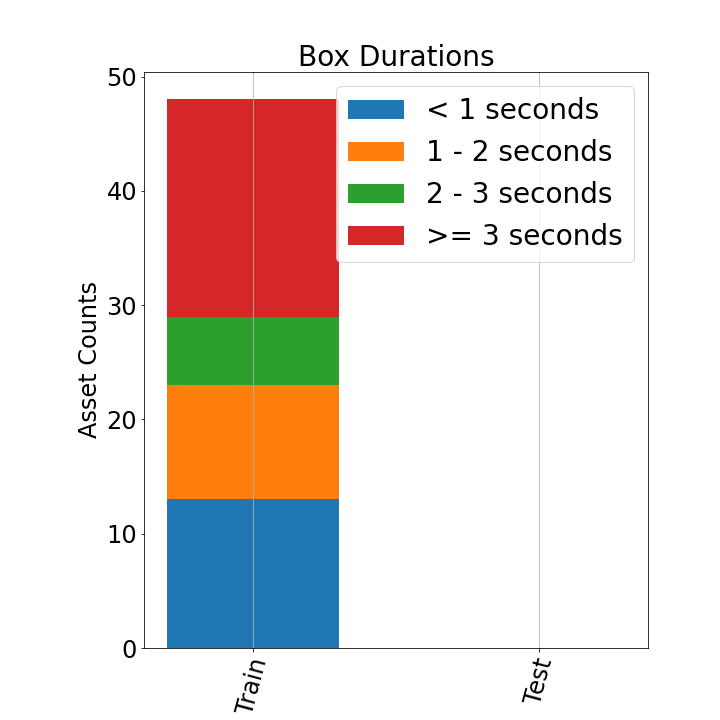 Box Durations
50
40
30
20
10
0
Asset Counts
< 1 seconds
1 - 2 seconds
2 - 3 seconds
>= 3 seconds
Train
Test